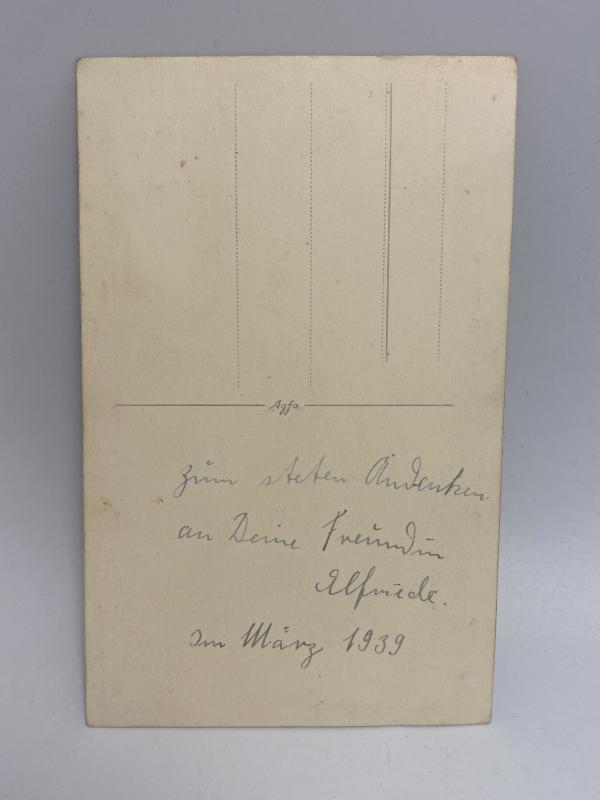 Agfa
zum steten Andenken
an Deine Freundin
Elfriede.
Im März 1939